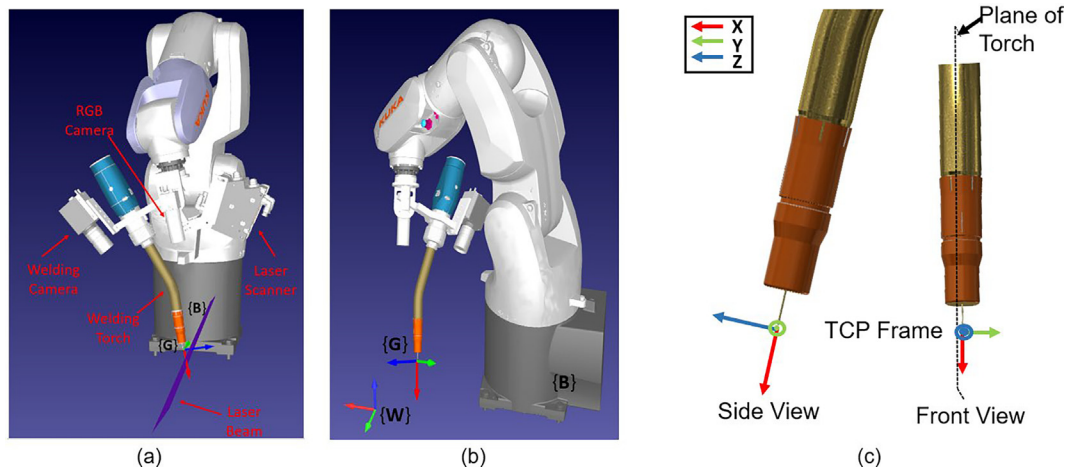 RGB
Camera
Welding
Camera
Welding
Torch
Laser
Scanner
{B}
{G}
Laser
Beam
(a)
KUKA
{G}
{W}
{B}
(b)
X
Y
Z
Plane of
Torch
TCP Frame
Side View
Front View
(c)